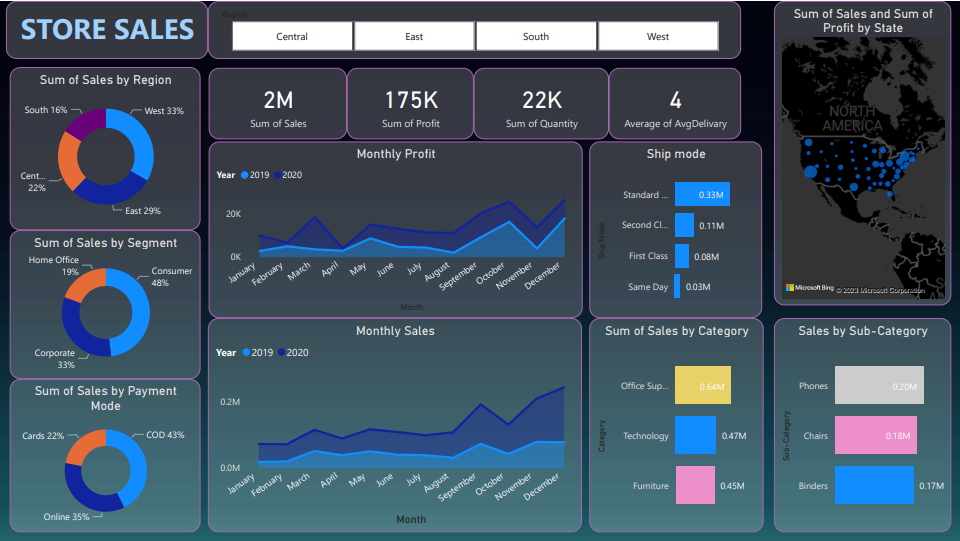 STORE SALES
Region
Central
East
South
West
Sum of Sales and Sum of
Profit by State
NORTH
AMERICA
Microsoft Bing
© 2023 Microsoft Corporation
Sum of Sales by Region
South 16%
West 33%
Cent...
22%
East 29%
2M
Sum of Sales
175K
Sum of Profit
22K
Sum of Quantity
4
Average of AvgDelivary
Monthly Profit
Year 2019 2020
20K
0K
January
February
March
April
May
June
July
August
September
October
November
December
Month
Ship mode
Ship Mode
Standard ... 0.33M
Second Cl... 0.11M
First Class 0.08M
Same Day 0.03M
Sum of Sales by Segment
Home Office
19%
Consumer
48%
Corporate
33%
Monthly Sales
Year 2019 2020
0.2M
0.0M
January
February
March
April
May
June
July
August
September
October
November
December
Month
Sum of Sales by Category
Category
Office Sup... 0.64M
Technology 0.47M
Furniture 0.45M
Sales by Sub-Category
Sub-Category
Phones 0.20M
Chairs 0.18M
Binders 0.17M
Sum of Sales by Payment
Mode
Cards 22%
COD 43%
Online 35%